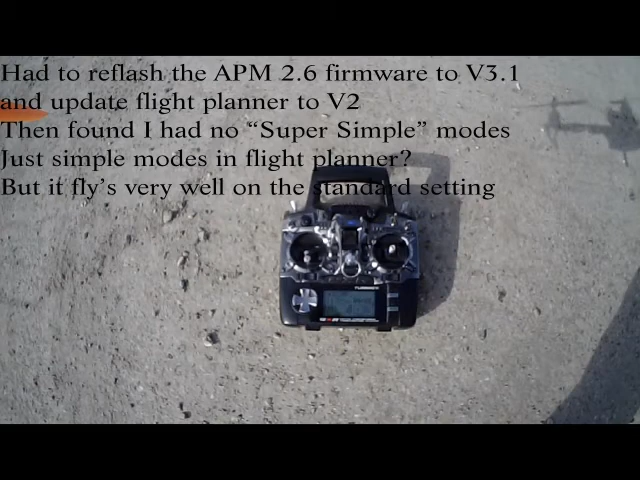 Had to reflash the APM 2.6 firmware to V3.1
and update flight planner to V2
Then found I had no “Super Simple” modes
Just simple modes in flight planner?
But it fly’s very well on the standard setting
TURNIGY